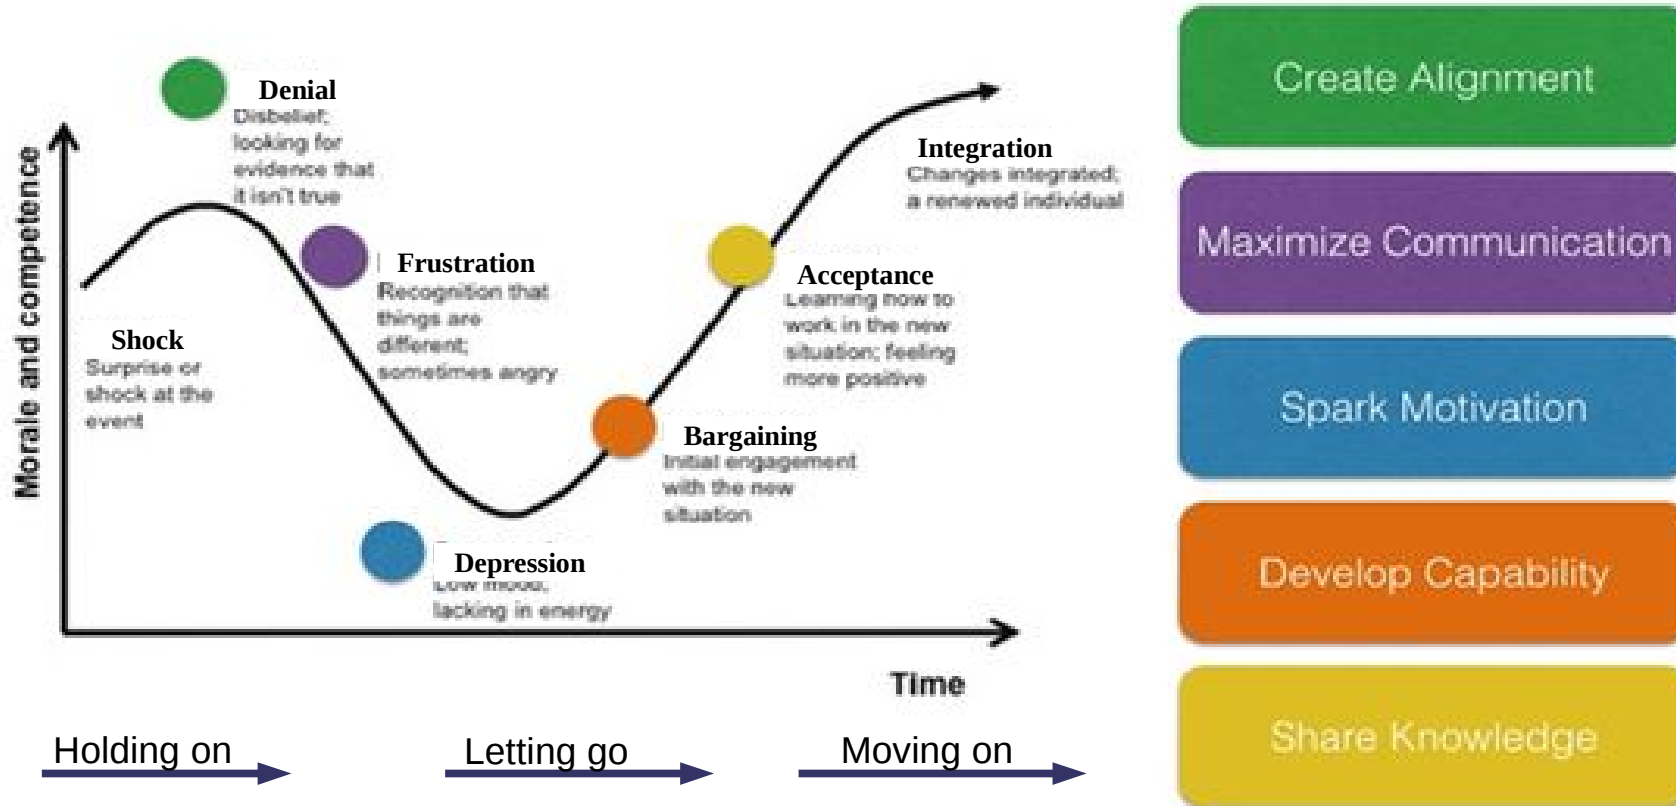 Denial
Disbelief;
looking for
evidence that
it isn't true
Morale and competence
Shock
Surprise or
shock at the
event
Frustration
Recognition that
things are
different;
sometimes angry
Depression
Low mood;
lacking in energy
Bargaining
Initial engagement
with the new
situation
Acceptance
Learning how to
work in the new
situation; feeling
more positive
Integration
Changes integrated;
a renewed individual
Time
Holding on
Letting go
Moving on
Create Alignment
Maximize Communication
Spark Motivation
Develop Capability
Share Knowledge